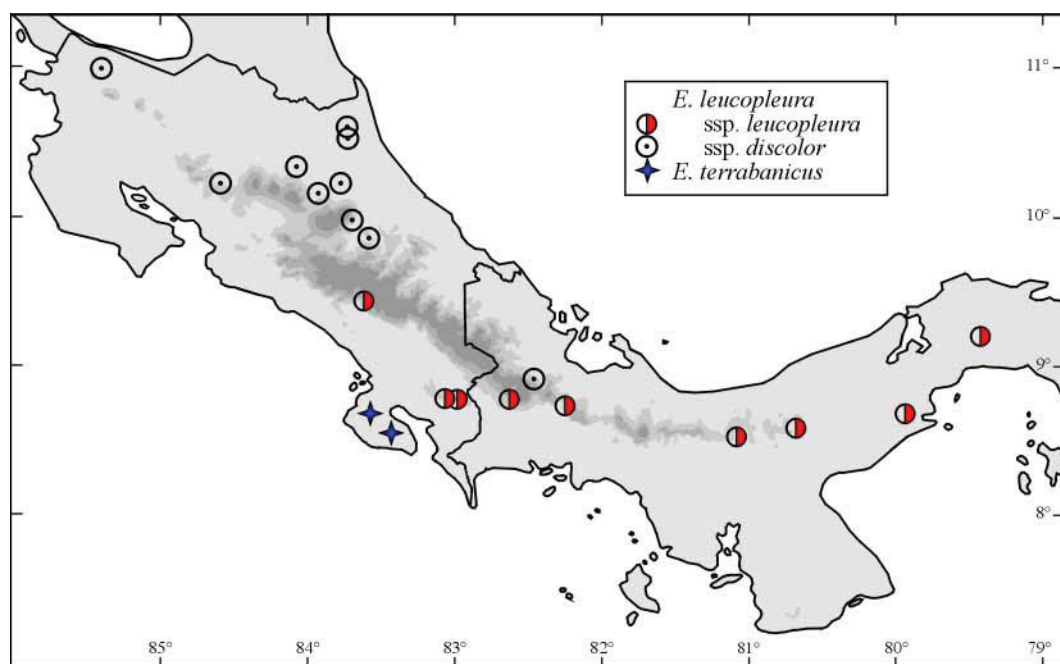 11°
E. leucopleura
ssp. leucopleura
ssp. discolor
E. terrabanicus
10°
9°
8°
85° 84° 83° 82° 81° 80° 79°